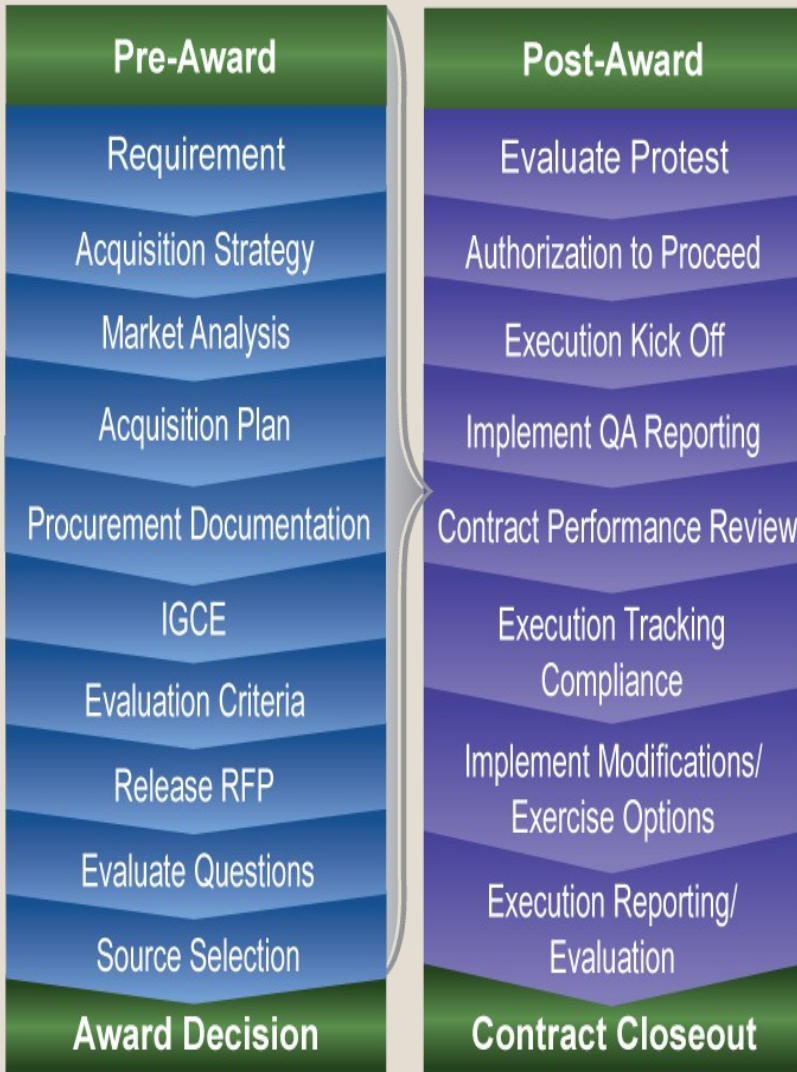 Pre-Award
Requirement
Acquisition Strategy
Market Analysis
Acquisition Plan
Procurement Documentation
IGCE
Evaluation Criteria
Release RFP
Evaluate Questions
Source Selection
Award Decision
Post-Award
Evaluate Protest
Authorization to Proceed
Execution Kick Off
Implement QA Reporting
Contract Performance Review
Execution Tracking
Compliance
Implement Modifications/
Exercise Options
Execution Reporting/
Evaluation
Contract Closeout